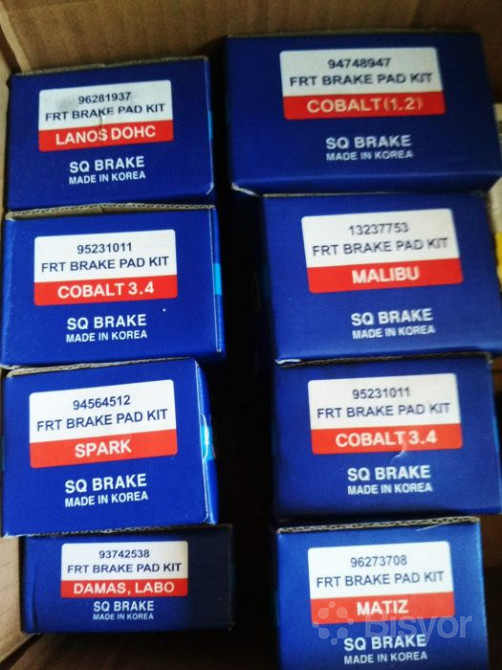 96281937
FRT BRAKE PAD KIT
LANOS DOHC
SQ BRAKE
MADE IN KOREA
94748947
FRT BRAKE PAD KIT
COBALT(1.2)
SQ BRAKE
MADE IN KOREA
95231011
FRT BRAKE PAD KIT
COBALT 3.4
SQ BRAKE
MADE IN KOREA
13237753
FRT BRAKE PAD KIT
MALIBU
SQ BRAKE
MADE IN KOREA
94564512
FRT BRAKE PAD KIT
SPARK
SQ BRAKE
MADE IN KOREA
95231011
FRT BRAKE PAD KIT
COBALT 3.4
SQ BRAKE
MADE IN KOREA
93742538
FRT BRAKE PAD KIT
DAMAS, LABO
SQ BRAKE
MADE IN KOREA
96273708
FRT BRAKE PAD KIT
MATIZ
SQ BRAKE
MADE IN KOREA
Bisyor